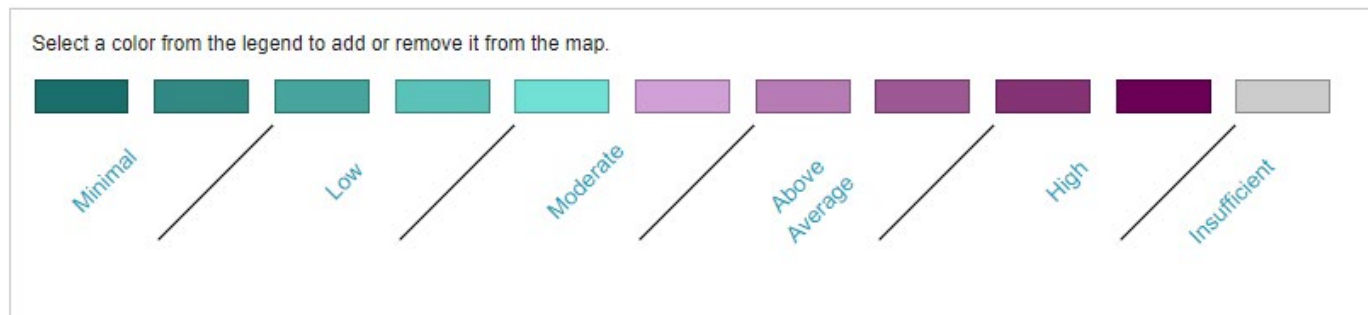 Select a color from the legend to add or remove it from the map.
Minimal
Low
Moderate
Above
Average
High
Insufficient